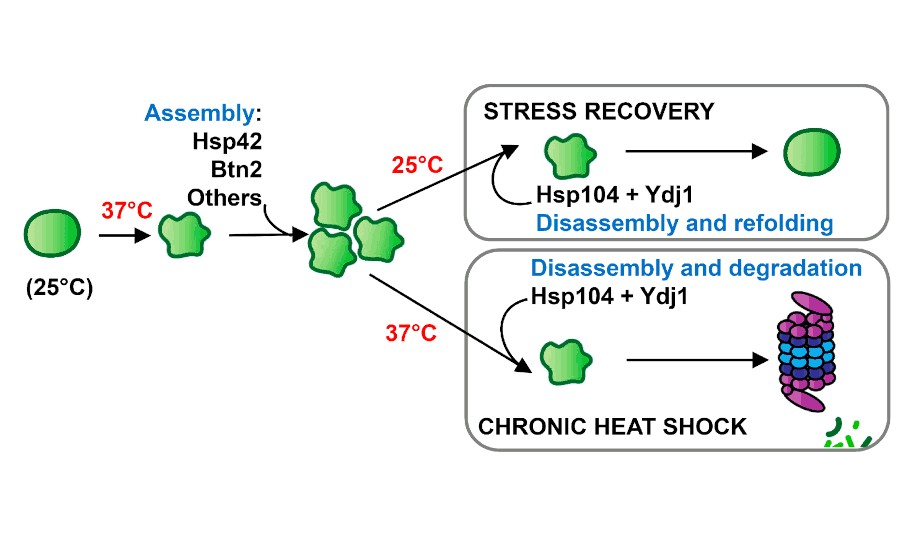 Assembly:
Hsp42
Btn2
Others
37°C
(25°C)
25°C
37°C
STRESS RECOVERY
Hsp104 + Ydj1
Disassembly and refolding
Disassembly and degradation
Hsp104 + Ydj1
CHRONIC HEAT SHOCK